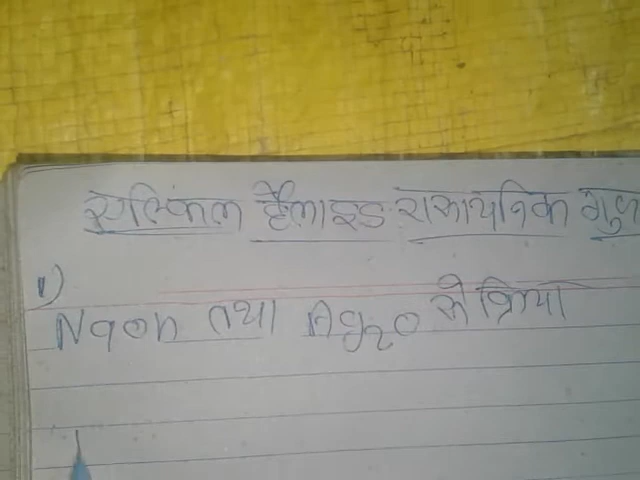 एल्किल हैलाइड रासायनिक गुण
1)
NaOH तथा Ag2O से क्रिया